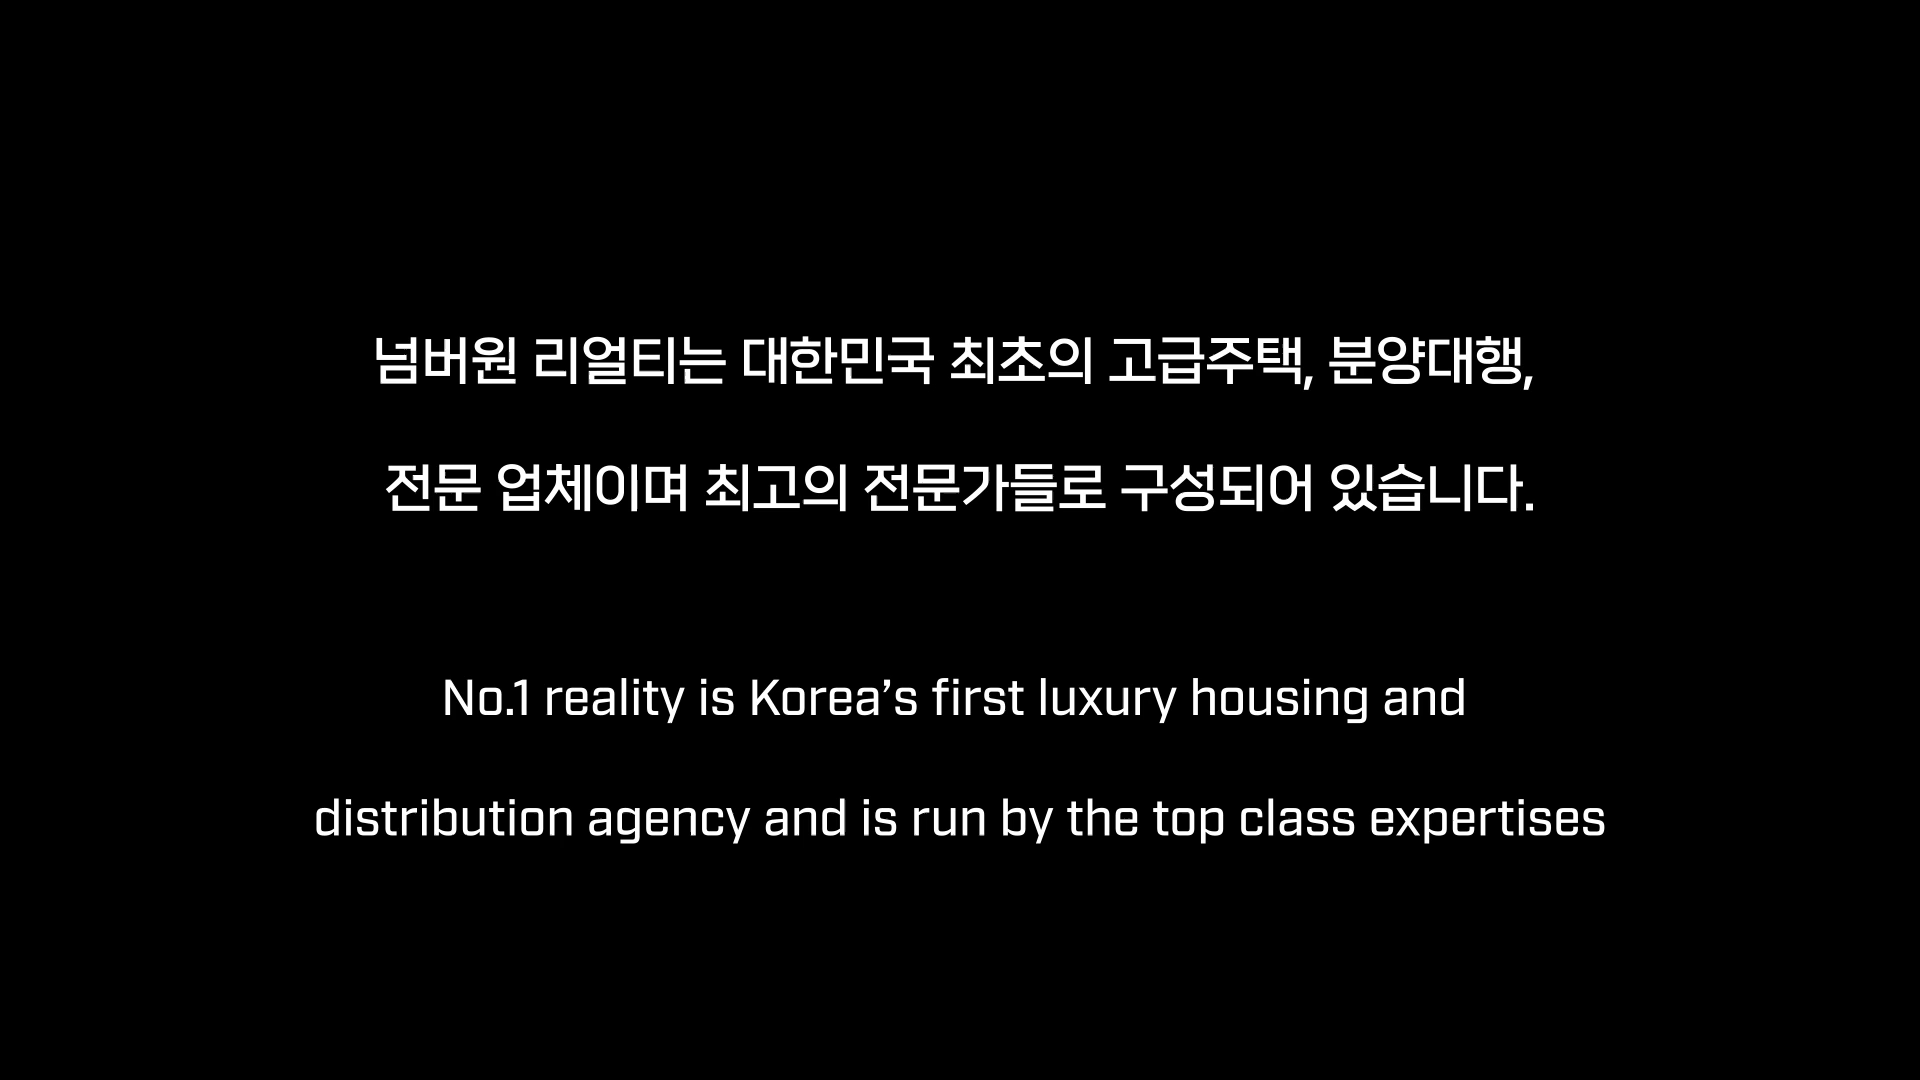 넘버원 리얼티는 대한민국 최초의 고급주택, 분양대행,
전문 업체이며 최고의 전문가들로 구성되어 있습니다.
No.1 reality is Korea’s first luxury housing and
distribution agency and is run by the top class expertises